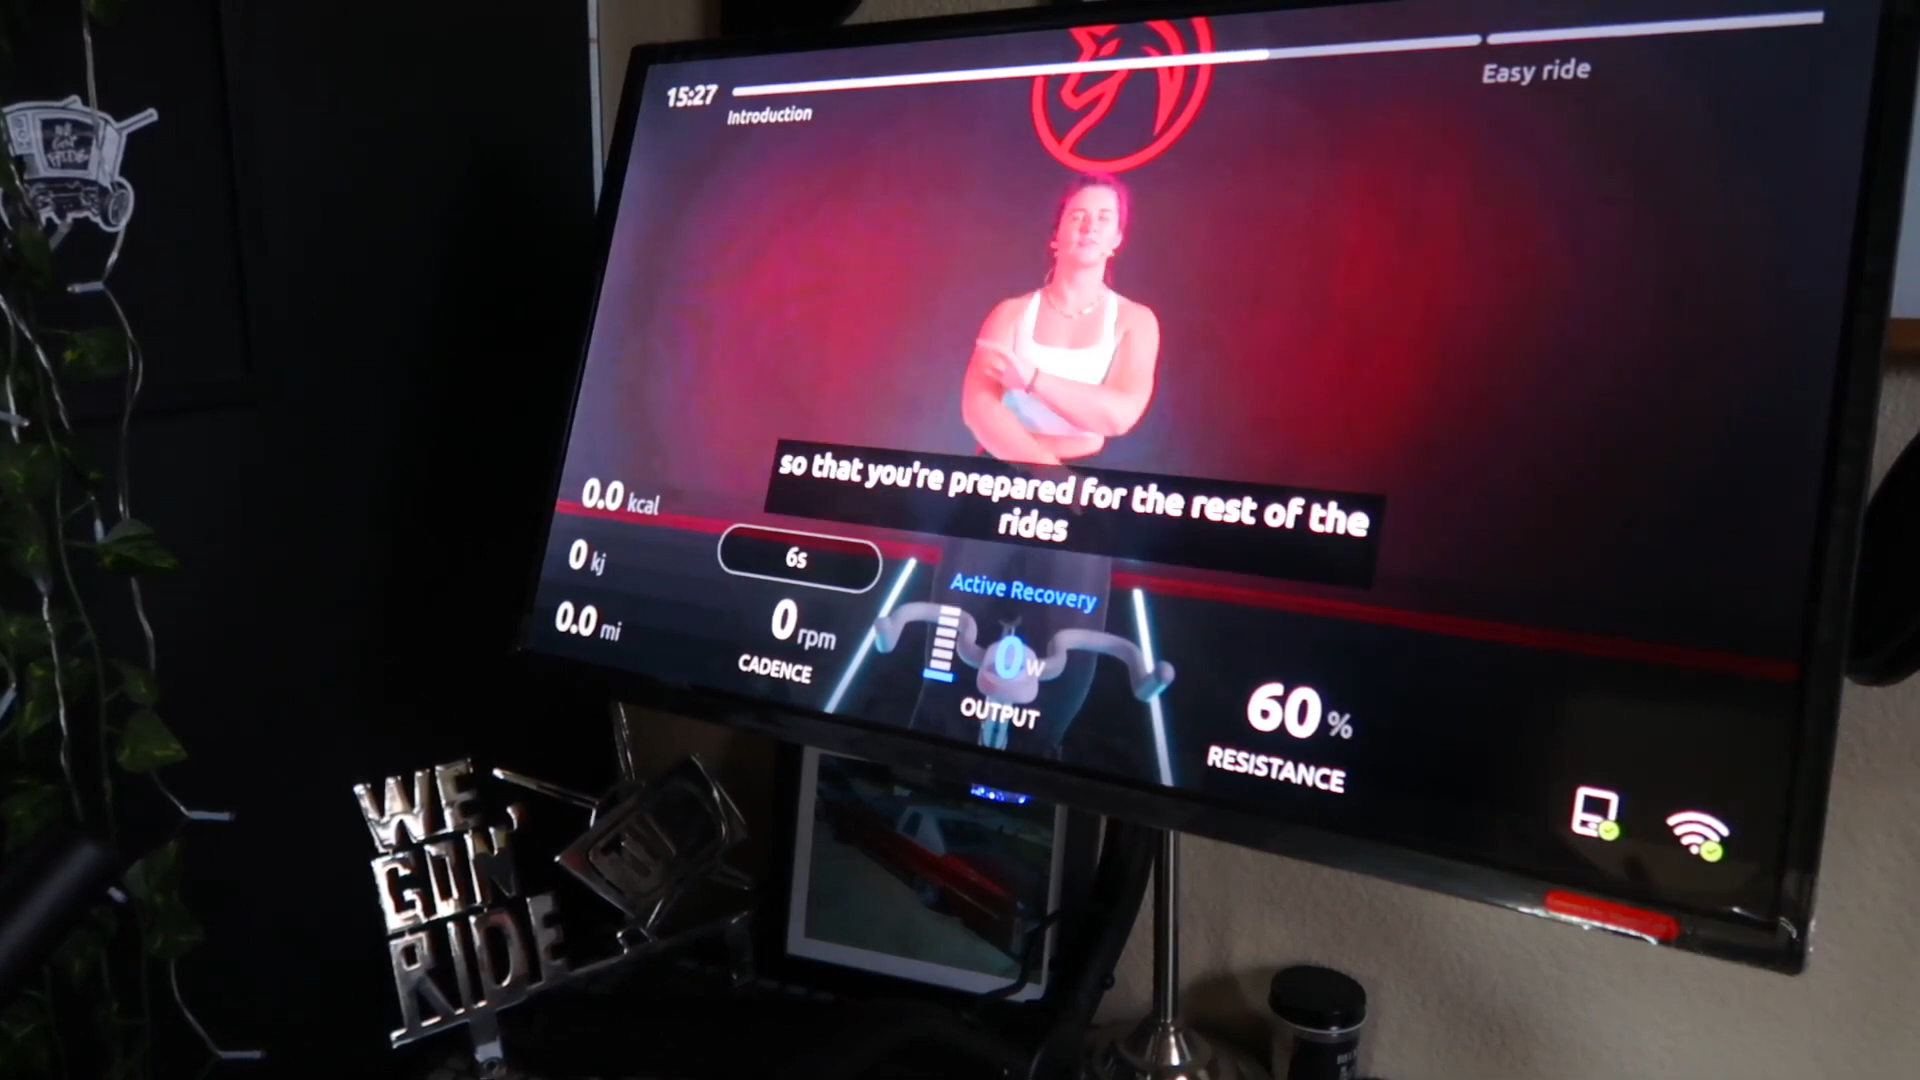 15:27
Introduction
Easy ride
so that you're prepared for the rest of the
rides
0.0 kcal
0 kj
0.0 mi
6s
0 rpm
CADENCE
Active Recovery
0 w
OUTPUT
60 %
RESISTANCE
WE
GON
RIDE